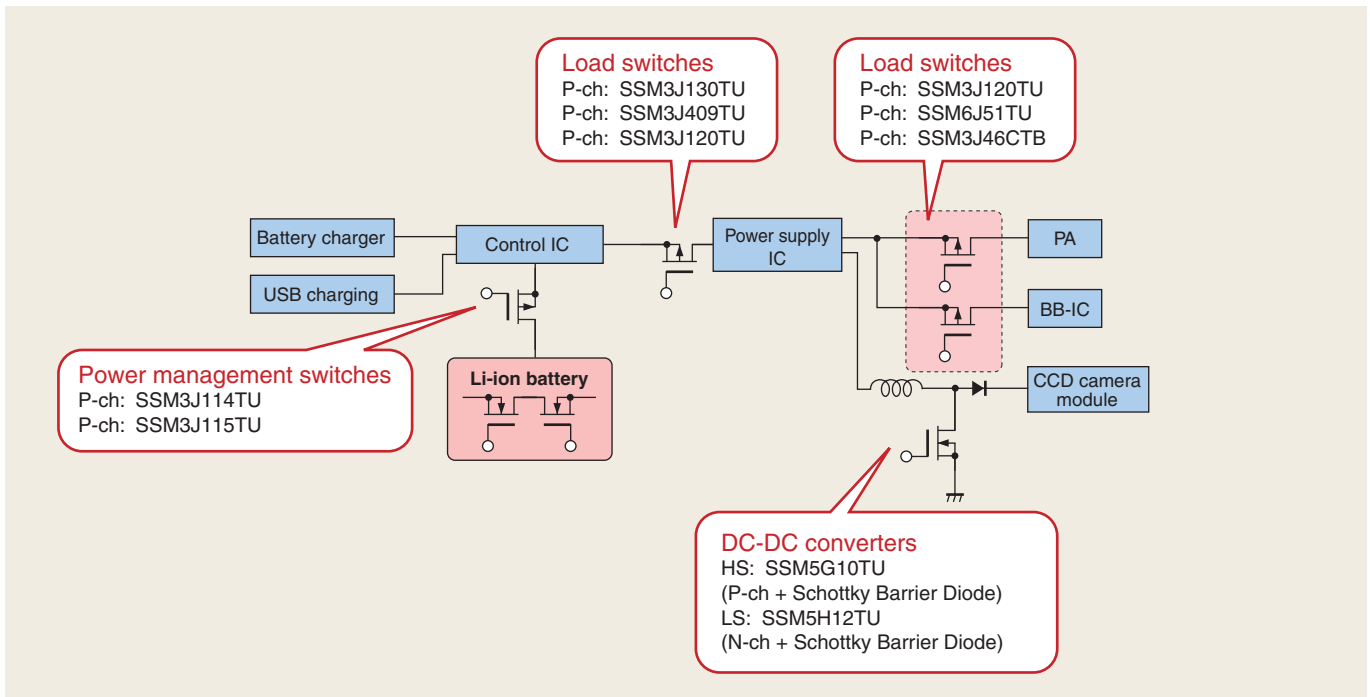 Load switches
P-ch: SSM3J130TU
P-ch: SSM3J409TU
P-ch: SSM3J120TU
Load switches
P-ch: SSM3J120TU
P-ch: SSM6J51TU
P-ch: SSM3J46CTB
Battery charger
USB charging
Control IC
Power supply
IC
PA
BB-IC
CCD camera
module
Power management switches
P-ch: SSM3J114TU
P-ch: SSM3J115TU
Li-ion battery
DC-DC converters
HS: SSM5G10TU
(P-ch + Schottky Barrier Diode)
LS: SSM5H12TU
(N-ch + Schottky Barrier Diode)